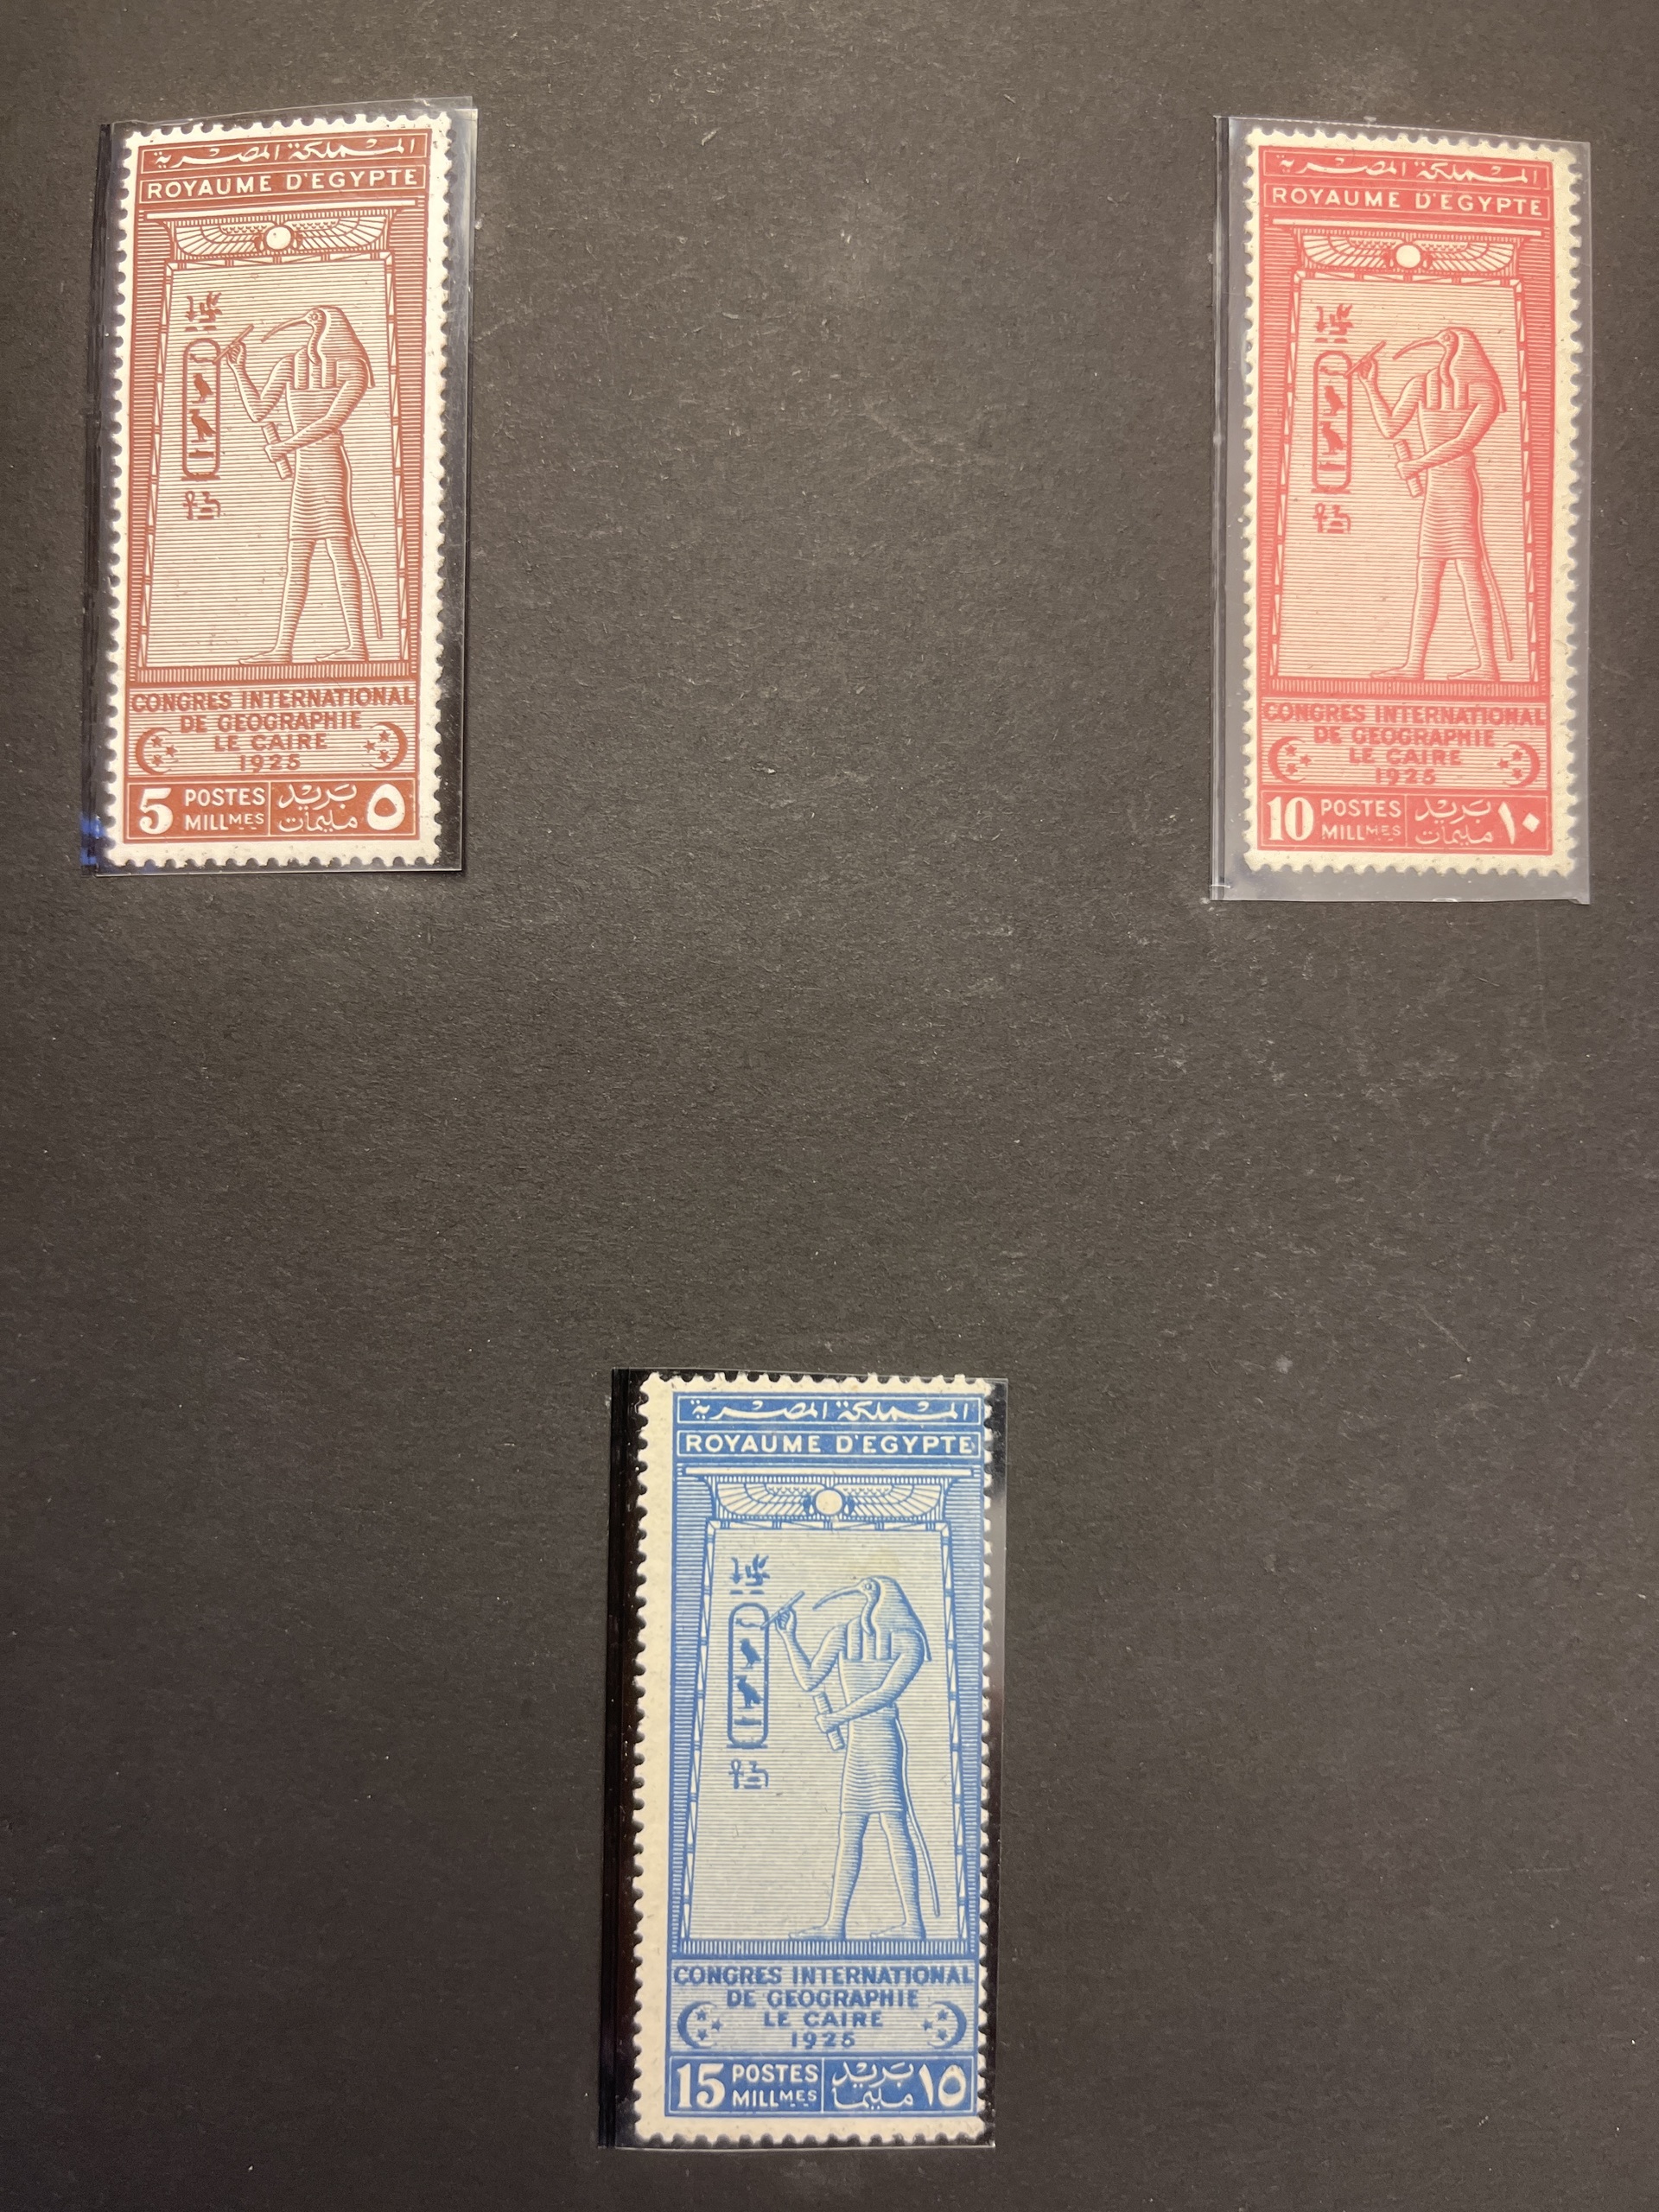 المملكة المصرية
ROYAUME D'EGYPTE
CONGRES INTERNATIONAL
DE GEOGRAPHIE
LE CAIRE
1925
5 POSTES MILLMES بريد مليمات ٥
المملكة المصرية
ROYAUME D'EGYPTE
CONGRES INTERNATIONAL
DE GEOGRAPHIE
LE CAIRE
1925
10 POSTES MILLMES بريد مليمات ١٠
المملكة المصرية
ROYAUME D'EGYPTE
CONGRES INTERNATIONAL
DE GEOGRAPHIE
LE CAIRE
1925
15 POSTES MILLMES بريد مليما ١٥